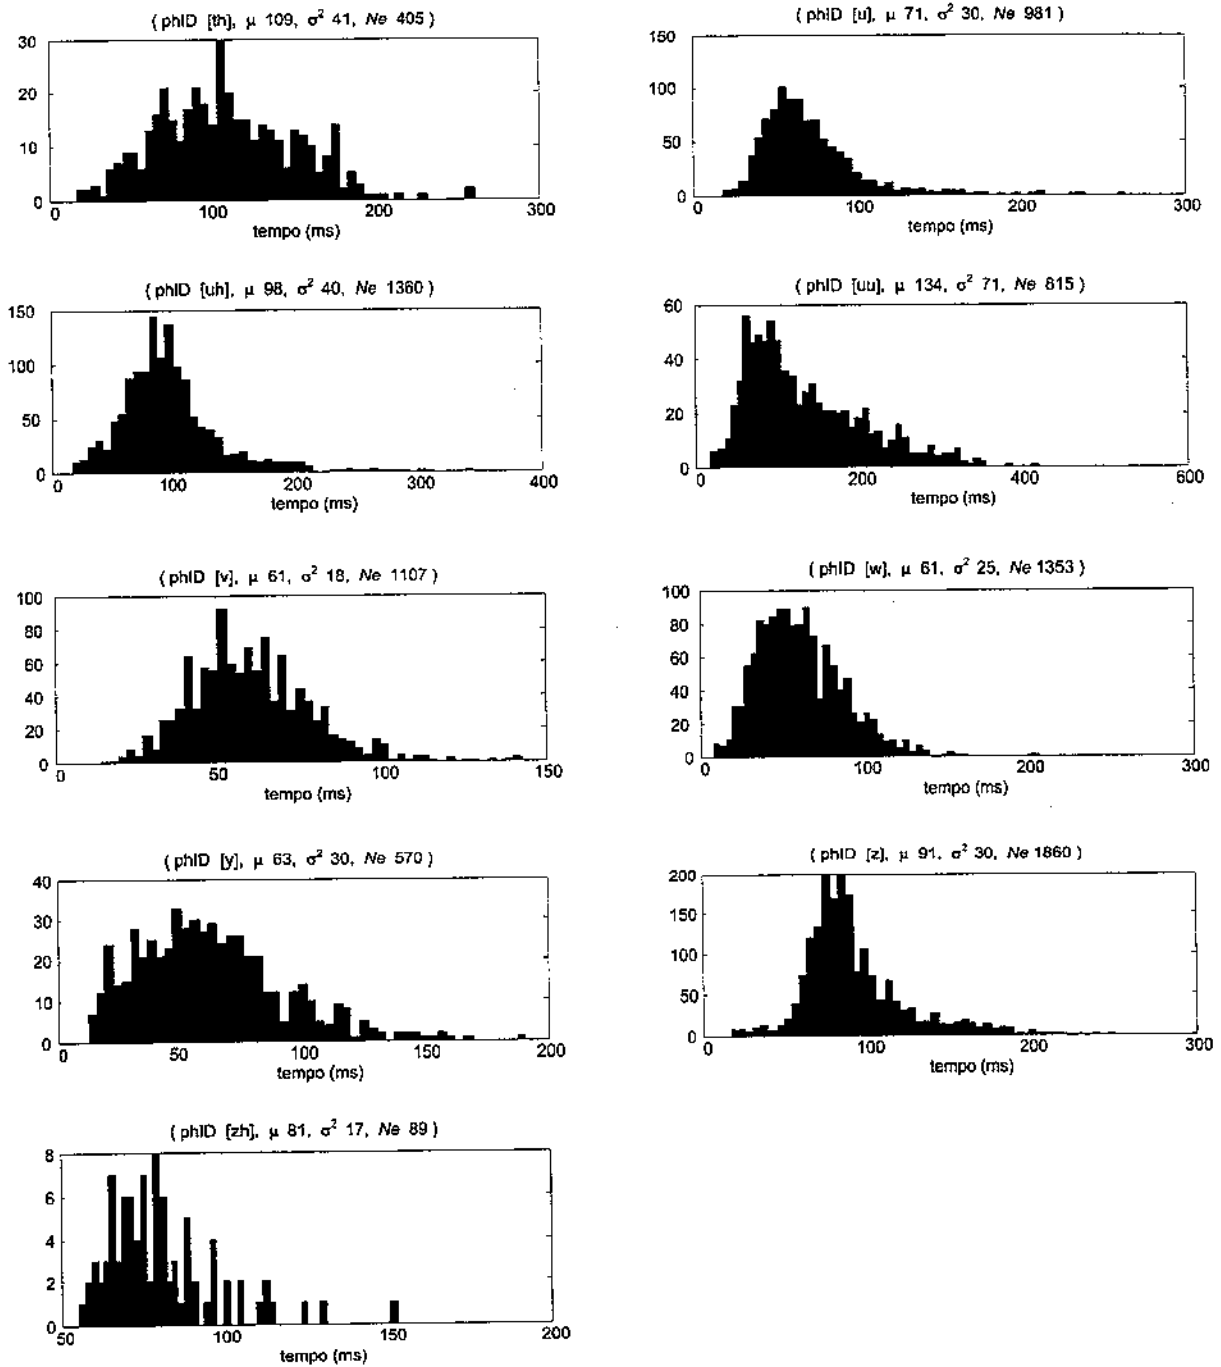 ( phID [th], μ 109, σ² 41, Ne 405 )
30
20
10
0
0 100 200 300
tempo (ms)
( phID [u], μ 71, σ² 30, Ne 981 )
150
100
50
0
0 100 200 300
tempo (ms)
( phID [uh], μ 98, σ² 40, Ne 1360 )
150
100
50
0
0 100 200 300 400
tempo (ms)
( phID [uu], μ 134, σ² 71, Ne 815 )
60
40
20
0
0 200 400 600
tempo (ms)
( phID [v], μ 61, σ² 18, Ne 1107 )
100
80
60
40
20
0
0 50 100 150
tempo (ms)
( phID [w], μ 61, σ² 25, Ne 1353 )
100
80
60
40
20
0
0 100 200 300
tempo (ms)
( phID [y], μ 63, σ² 30, Ne 570 )
40
30
20
10
0
0 50 100 150 200
tempo (ms)
( phID [z], μ 91, σ² 30, Ne 1860 )
200
150
100
50
0
0 100 200 300
tempo (ms)
( phID [zh], μ 81, σ² 17, Ne 89 )
8
6
4
2
0
50 100 150 200
tempo (ms)